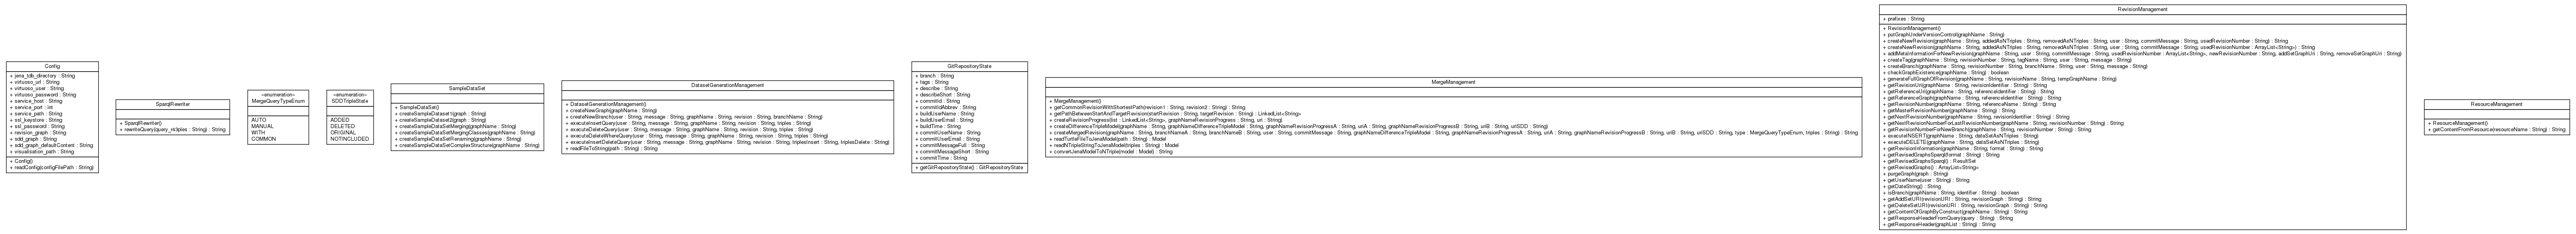 Config
+ jena_tdb_directory : String
+ virtuoso_url : String
+ virtuoso_user : String
+ virtuoso_password : String
+ service_host : String
+ service_port : int
+ service_path : String
+ ssl_keystore : String
+ ssl_password : String
+ revision_graph : String
+ sdd_graph : String
+ sdd_graph_defaultContent : String
+ visualisation_path : String
+ Config()
+ readConfig(configFilePath : String)
SparqlRewriter
+ SparqlRewriter()
+ rewriteQuery(query_r43ples : String) : String
«enumeration»
MergeQueryTypeEnum
AUTO
MANUAL
WITH
COMMON
«enumeration»
SDDTripleState
ADDED
DELETED
ORIGINAL
NOTINCLUDED
SampleDataSet
+ SampleDataSet()
+ createSampleDataset1(graph : String)
+ createSampleDataset2(graph : String)
+ createSampleDataSetMerging(graphName : String)
+ createSampleDataSetMergingClasses(graphName : String)
+ createSampleDataSetRenaming(graphName : String)
+ createSampleDataSetComplexStructure(graphName : String)
DatasetGenerationManagement
+ DatasetGenerationManagement()
+ createNewGraph(graphName : String)
+ createNewBranch(user : String, message : String, graphName : String, revision : String, branchName : String)
+ executeInsertQuery(user : String, message : String, graphName : String, revision : String, triples : String)
+ executeDeleteQuery(user : String, message : String, graphName : String, revision : String, triples : String)
+ executeDeleteWhereQuery(user : String, message : String, graphName : String, revision : String, triples : String)
+ executeInsertDeleteQuery(user : String, message : String, graphName : String, revision : String, triplesInsert : String, triplesDelete : String)
+ readFileToString(path : String) : String
GitRepositoryState
+ branch : String
+ tags : String
+ describe : String
+ describeShort : String
+ commitId : String
+ commitIdAbbrev : String
+ buildUserName : String
+ buildUserEmail : String
+ buildTime : String
+ commitUserName : String
+ commitUserEmail : String
+ commitMessageFull : String
+ commitMessageShort : String
+ commitTime : String
+ getGitRepositoryState() : GitRepositoryState
MergeManagement
+ MergeManagement()
+ getCommonRevisionWithShortestPath(revision1 : String, revision2 : String) : String
+ getPathBetweenStartAndTargetRevision(startRevision : String, targetRevision : String) : LinkedList<String>
+ createRevisionProgress(list : LinkedList<String>, graphNameRevisionProgress : String, uri : String)
+ createDifferenceTripleModel(graphName : String, graphNameDifferenceTripleModel : String, graphNameRevisionProgressA : String, uriA : String, graphNameRevisionProgressB : String, uriB : String, uriSDD : String)
+ createMergedRevision(graphName : String, branchNameA : String, branchNameB : String, user : String, commitMessage : String, graphNameDifferenceTripleModel : String, graphNameRevisionProgressA : String, uriA : String, graphNameRevisionProgressB : String, uriB : String, uriSDD : String, type : MergeQueryTypeEnum, triples : String) : String
+ readNTripleStringToJenaModel(triples : String) : Model
+ readTurtleFileToJenaModel(path : String) : Model
+ convertJenaModelToNTriple(model : Model) : String
RevisionManagement
+ prefixes : String
+ RevisionManagement()
+ putGraphUnderVersionControl(graphName : String)
+ createNewRevision(graphName : String, addedAsNTriples : String, removedAsNTriples : String, user : String, commitMessage : String, usedRevisionNumber : String) : String
+ createNewRevision(graphName : String, addedAsNTriples : String, removedAsNTriples : String, user : String, commitMessage : String, usedRevisionNumber : ArrayList<String>) : String
+ addMetaInformationForNewRevision(graphName : String, user : String, commitMessage : String, usedRevisionNumber : ArrayList<String>, newRevisionNumber : String, addSetGraphUri : String, removeSetGraphUri : String)
+ createTag(graphName : String, revisionNumber : String, tagName : String, user : String, message : String)
+ createBranch(graphName : String, revisionNumber : String, branchName : String, user : String, message : String)
+ checkGraphExistence(graphName : String) : boolean
+ generateFullGraphOfRevision(graphName : String, revisionName : String, tempGraphName : String)
+ getRevisionUri(graphName : String, revisionIdentifier : String) : String
+ getReferenceUri(graphName : String, referenceIdentifier : String) : String
+ getReferenceGraph(graphName : String, referenceIdentifier : String) : String
+ getRevisionNumber(graphName : String, referenceName : String) : String
+ getMasterRevisionNumber(graphName : String) : String
+ getNextRevisionNumber(graphName : String, revisionIdentifier : String) : String
+ getNextRevisionNumberForLastRevisionNumber(graphName : String, revisionNumber : String) : String
+ getRevisionNumberForNewBranch(graphName : String, revisionNumber : String) : String
+ executeINSERT(graphName : String, dataSetAsNTriples : String)
+ executeDELETE(graphName : String, dataSetAsNTriples : String)
+ getRevisionInformation(graphName : String, format : String) : String
+ getRevisedGraphsSparql(format : String) : String
+ getRevisedGraphsSparql() : ResultSet
+ getRevisedGraphs() : ArrayList<String>
+ purgeGraph(graph : String)
+ getUserName(user : String) : String
+ getDateString() : String
+ isBranch(graphName : String, identifier : String) : boolean
+ getAddSetURI(revisionURI : String, revisionGraph : String) : String
+ getDeleteSetURI(revisionURI : String, revisionGraph : String) : String
+ getContentOfGraphByConstruct(graphName : String) : String
+ getResponseHeaderFromQuery(query : String) : String
+ getResponseHeader(graphList : String) : String
ResourceManagement
+ ResourceManagement()
+ getContentFromResource(resourceName : String) : String